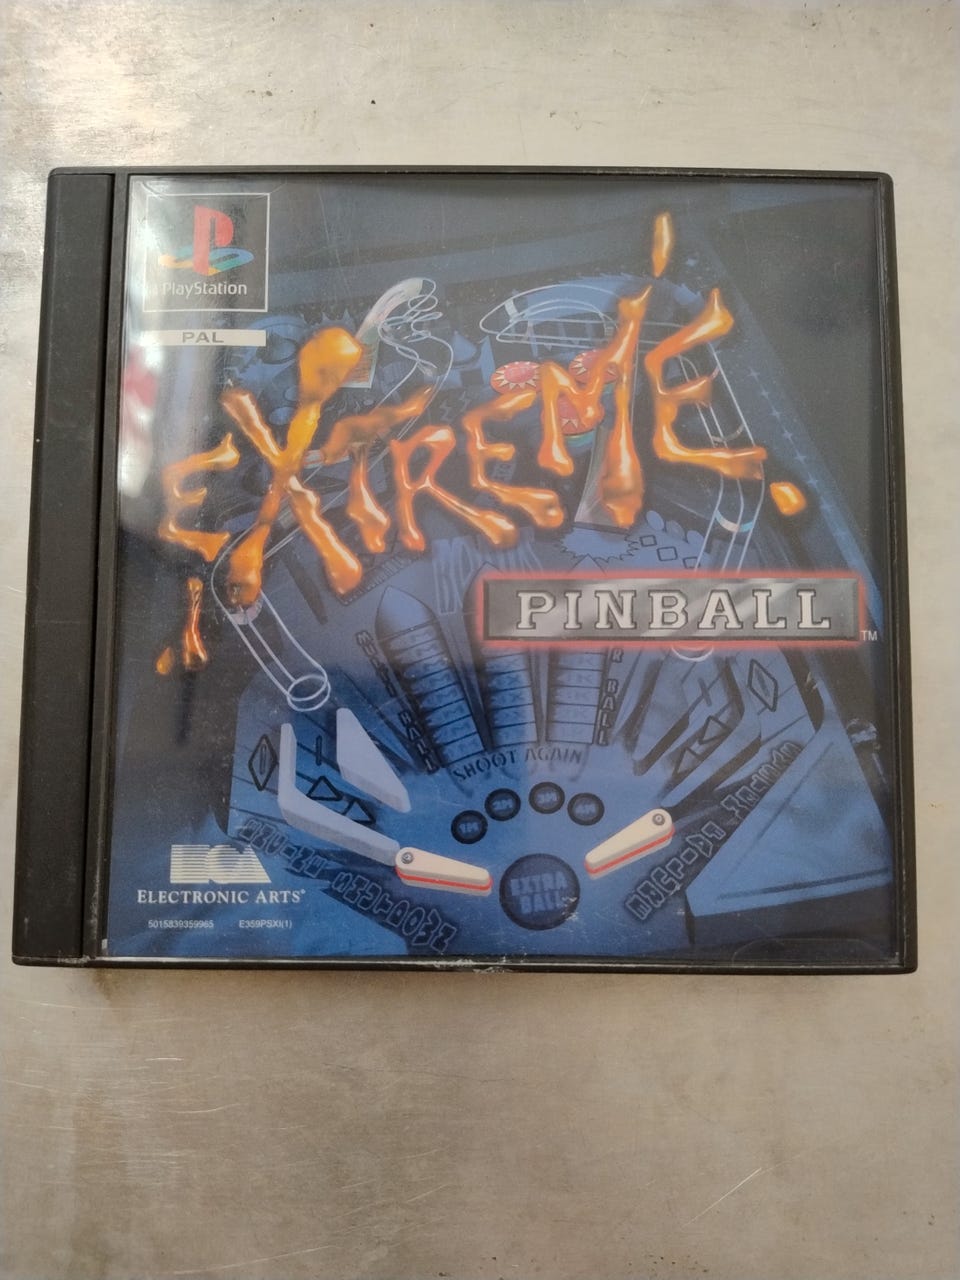 PlayStation
PAL
EXTREME
PINBALL
TM
SHOOT AGAIN
EXTRA
BALL
ELECTRONIC ARTS®
5015839359965 E359PSXI(1)